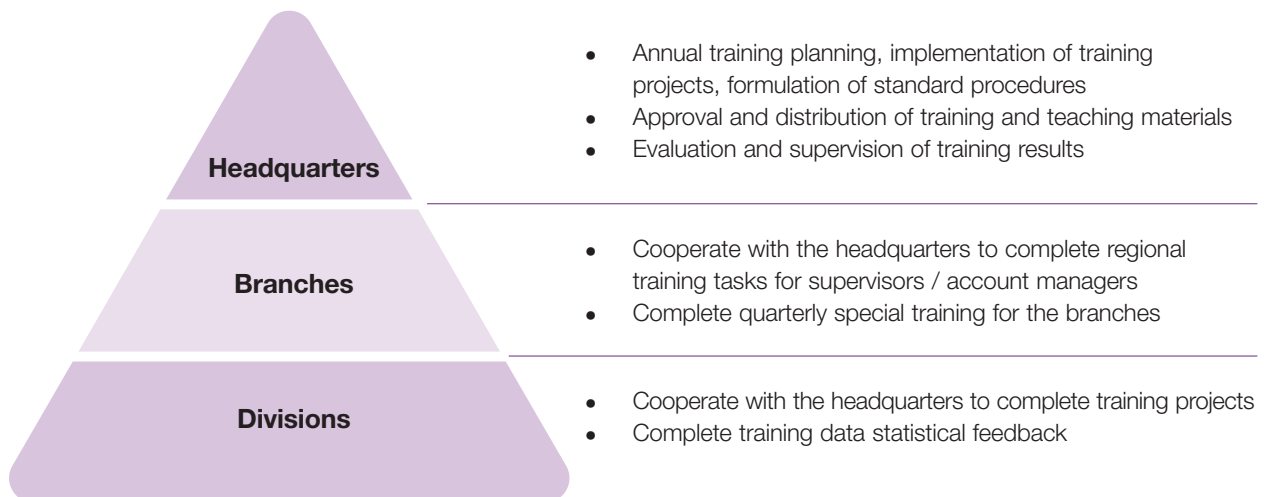 Headquarters
● Annual training planning, implementation of training
projects, formulation of standard procedures
● Approval and distribution of training and teaching materials
● Evaluation and supervision of training results
Branches
● Cooperate with the headquarters to complete regional
training tasks for supervisors / account managers
● Complete quarterly special training for the branches
Divisions
● Cooperate with the headquarters to complete training projects
● Complete training data statistical feedback